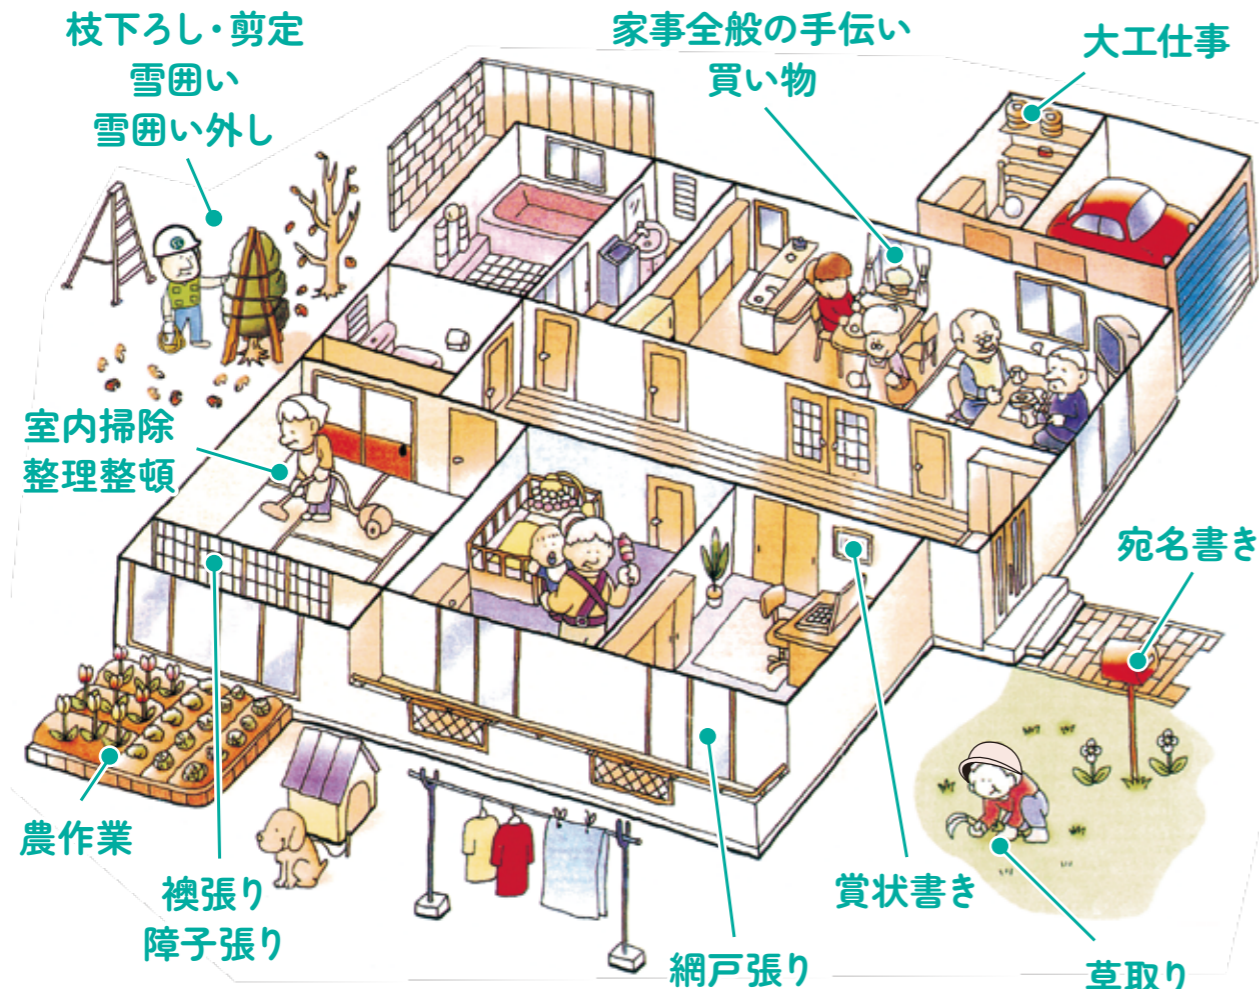 枝下ろし・剪定
雪囲い
雪囲い外し
家事全般の手伝い
買い物
大工仕事
室内掃除
整理整頓
宛名書き
農作業
襖張り
障子張り
網戸張り
賞状書き
草取り